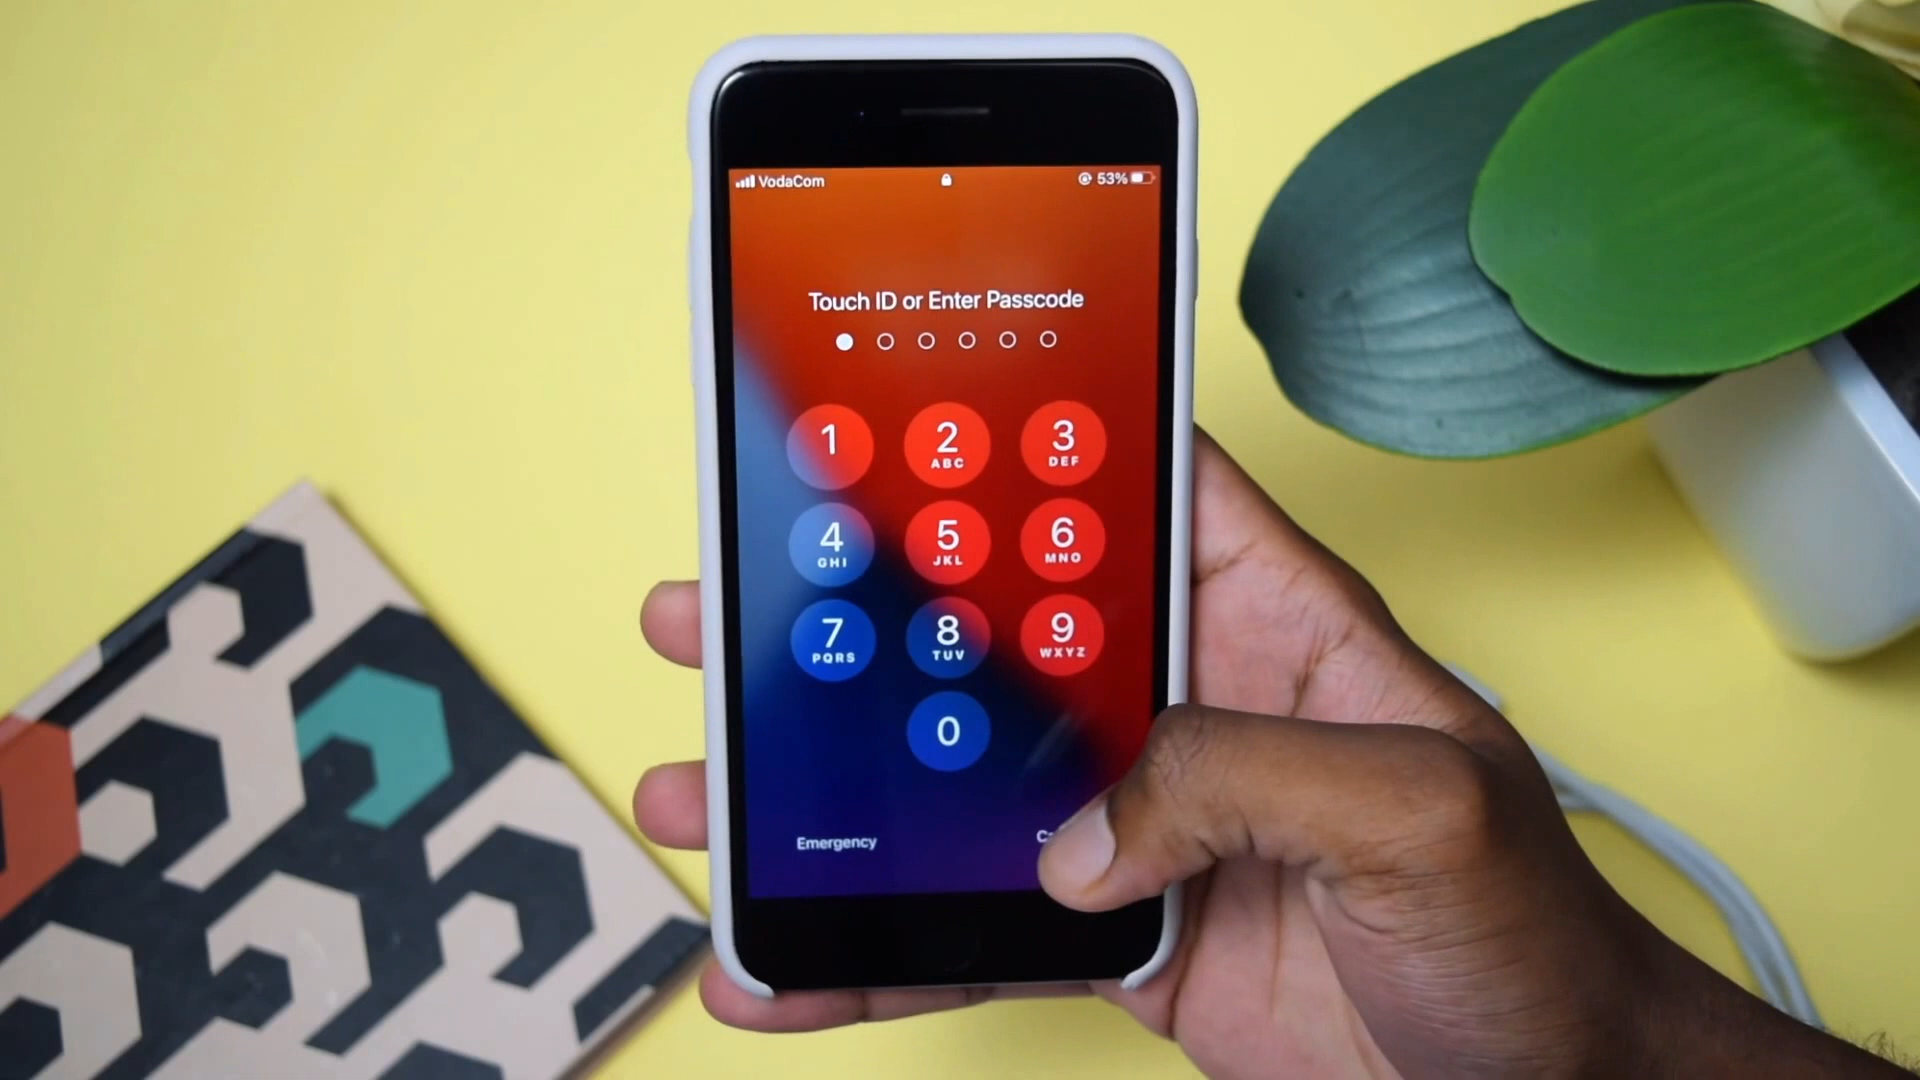 VodaCom 53%
Touch ID or Enter Passcode
1 2 3
ABC DEF
4 5 6
GHI JKL MNO
7 8 9
PQRS TUV WXYZ
0
Emergency